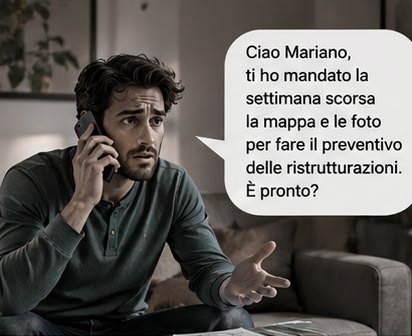 Ciao Mariano,
ti ho mandato la
settimana scorsa
la mappa e le foto
per fare il preventivo
delle ristrutturazioni.
È pronto?